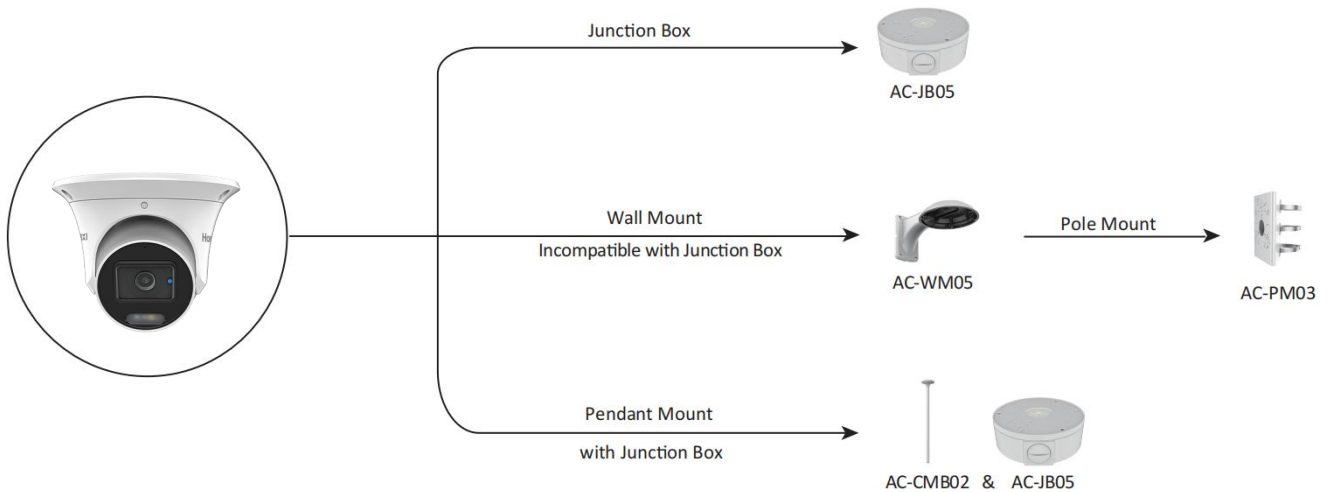 Junction Box
AC-JB05
Wall Mount
Incompatible with Junction Box
AC-WM05
Pole Mount
AC-PM03
Pendant Mount
with Junction Box
AC-CMB02 & AC-JB05